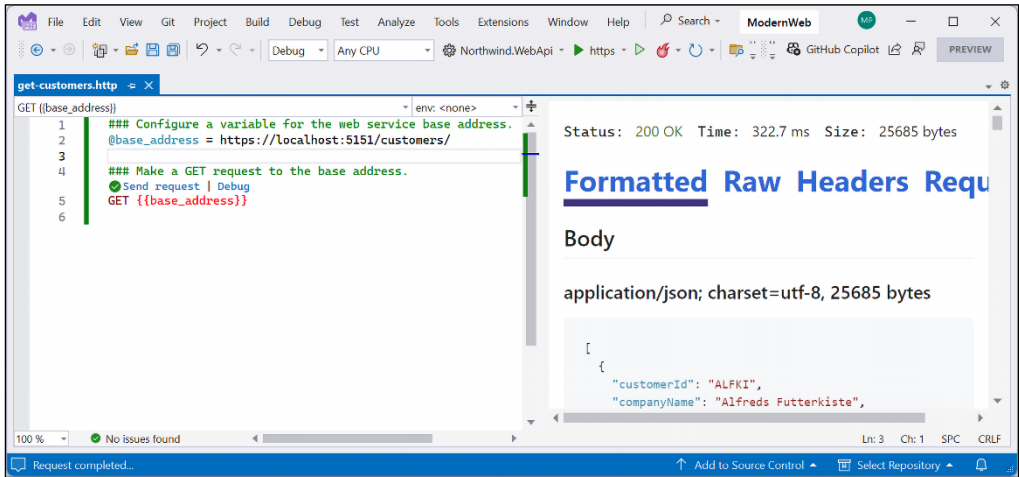 File Edit View Git Project Build Debug Test Analyze Tools Extensions Window Help Search ModernWeb MP
Debug Any CPU Northwind.WebApi https GitHub Copilot PREVIEW
get-customers.http
GET {{base_address}} env: <none>
1 ### Configure a variable for the web service base address.
2 @base_address = https://localhost:5151/customers/
3
4 ### Make a GET request to the base address.
Send request | Debug
5 GET {{base_address}}
6
Status: 200 OK Time: 322.7 ms Size: 25685 bytes
Formatted Raw Headers Requ
Body
application/json; charset=utf-8, 25685 bytes
[
{
"customerId": "ALFKI",
"companyName": "Alfreds Futterkiste",
100 % No issues found Ln: 3 Ch: 1 SPC CRLF
Request completed... Add to Source Control Select Repository